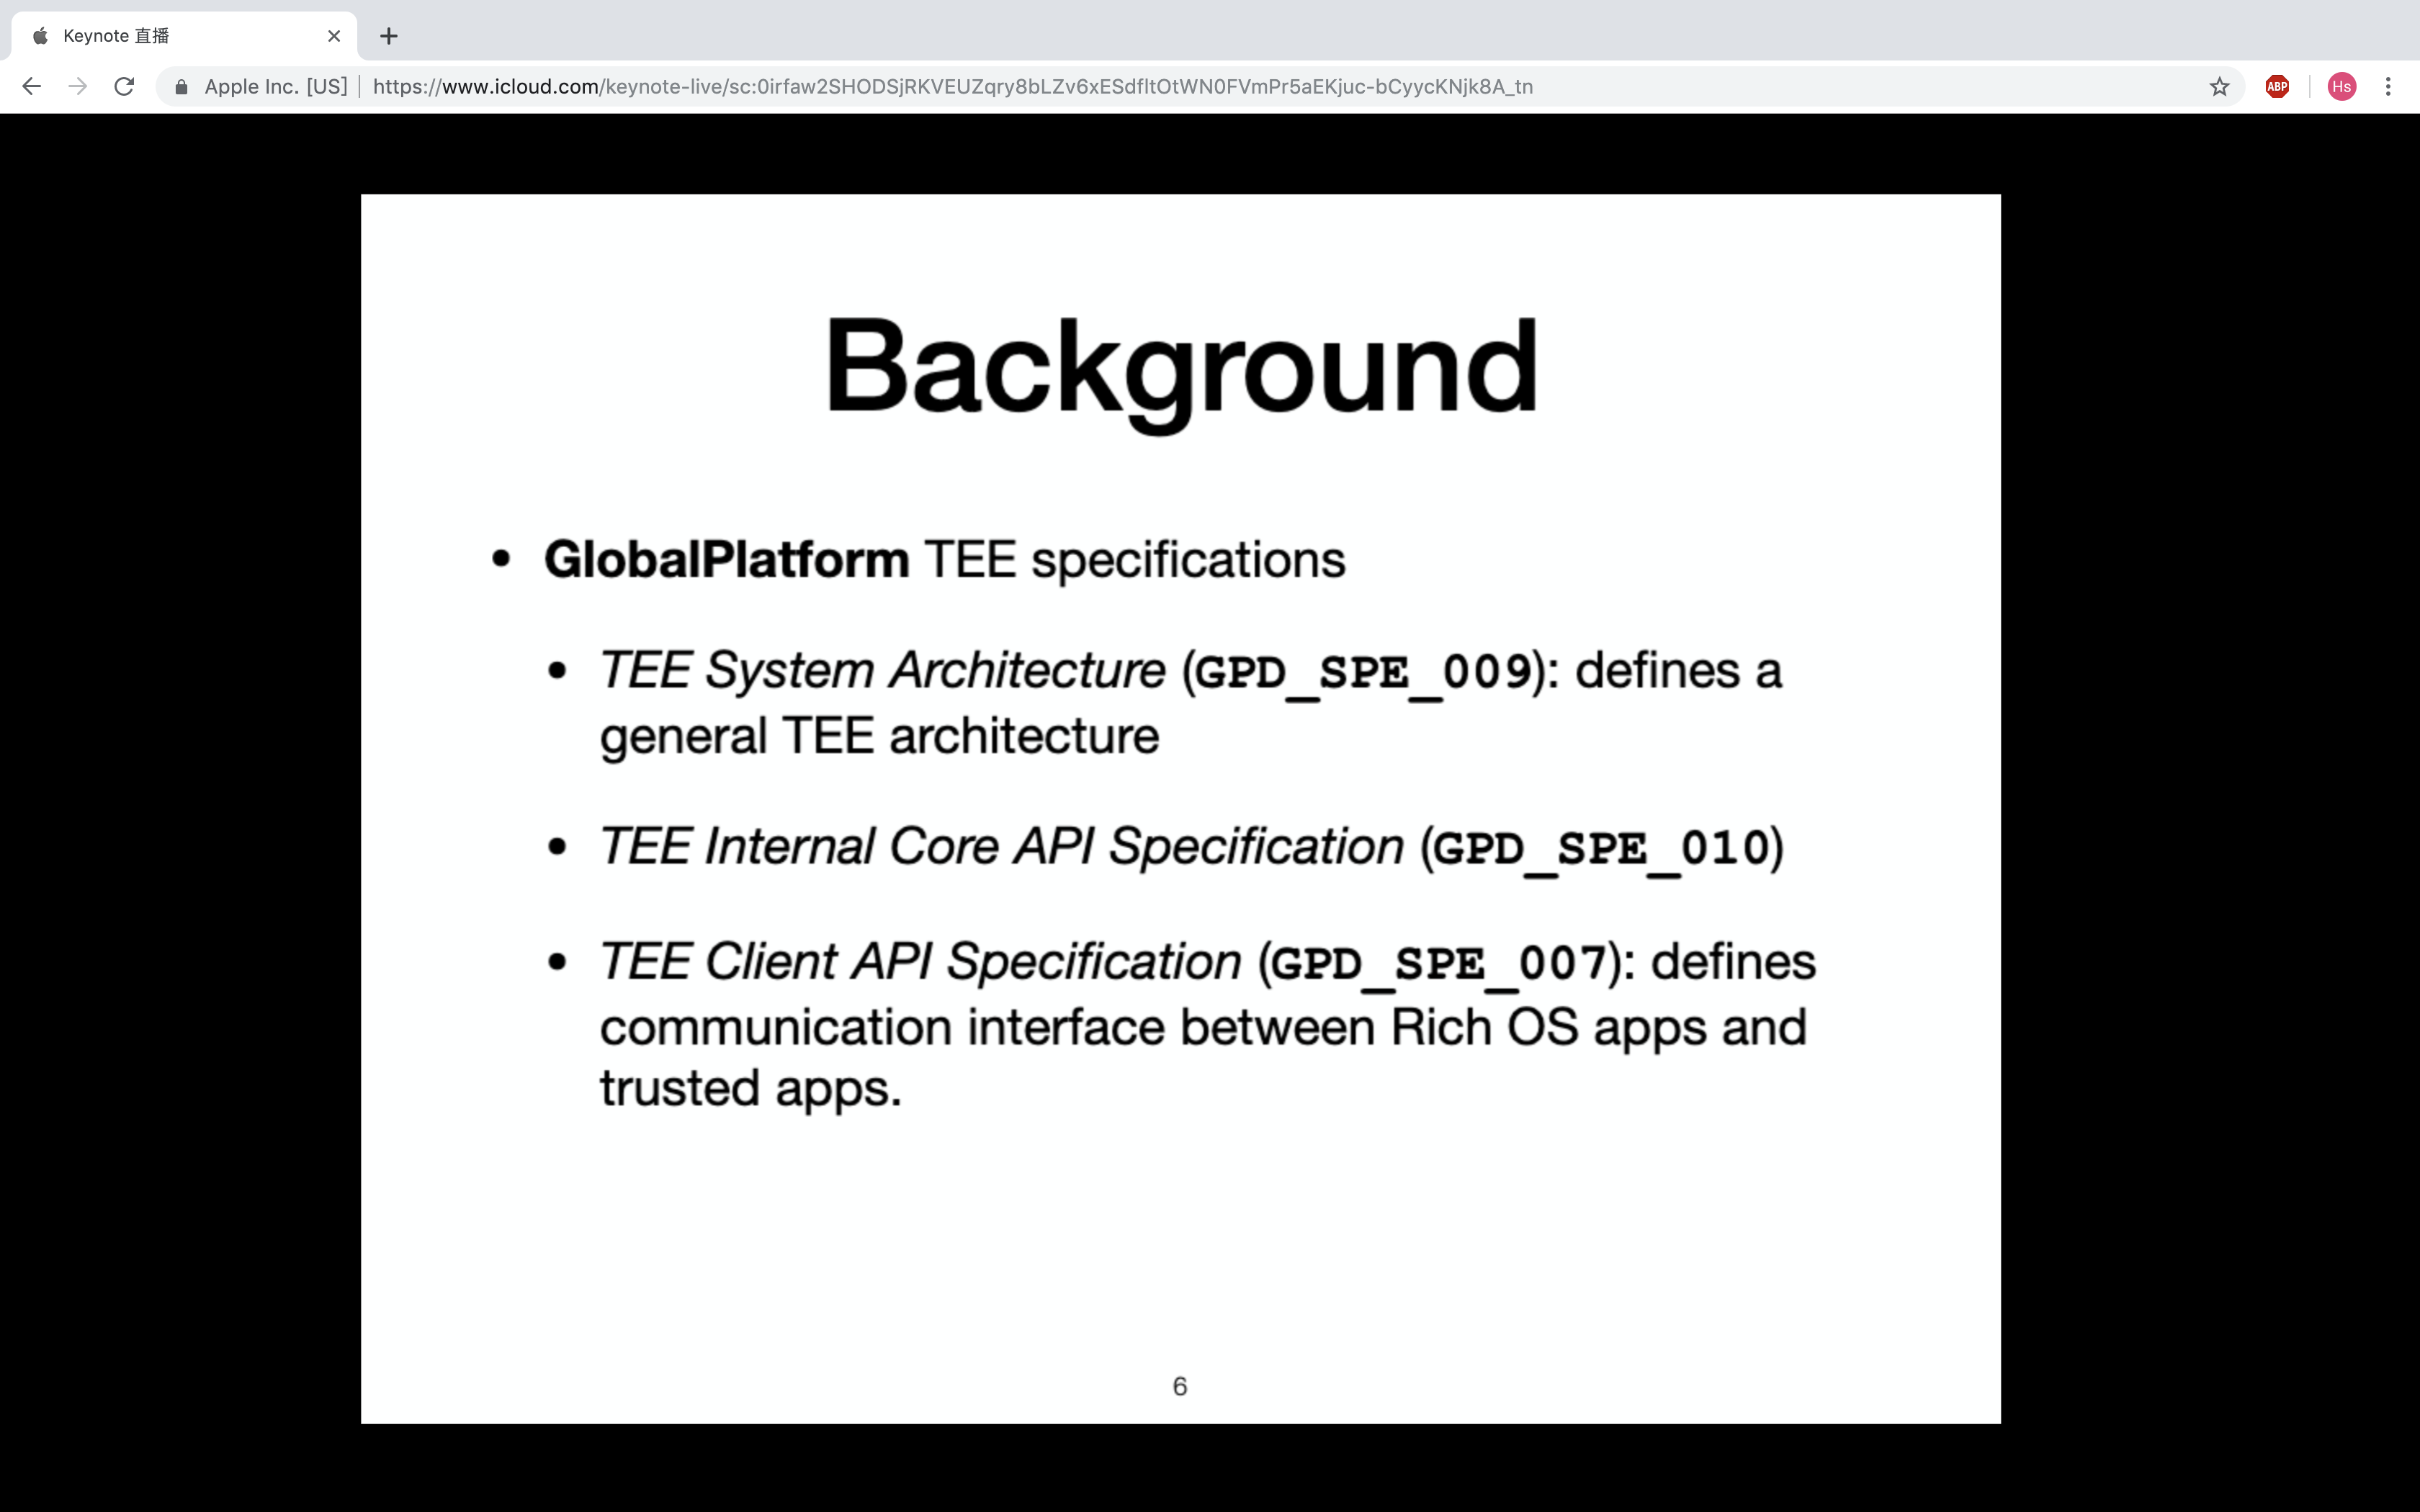 Keynote 直播
Apple Inc. [US] https://www.icloud.com/keynote-live/sc:0irfaw2SHODSjRKVEUZqry8bLZv6xESdfItOtWN0FVmPr5aEKjuc-bCyycKNjk8A_tn
ABP
Hs
Background
• GlobalPlatform TEE specifications
• TEE System Architecture (GPD_SPE_009): defines a
general TEE architecture
• TEE Internal Core API Specification (GPD_SPE_010)
• TEE Client API Specification (GPD_SPE_007): defines
communication interface between Rich OS apps and
trusted apps.
6